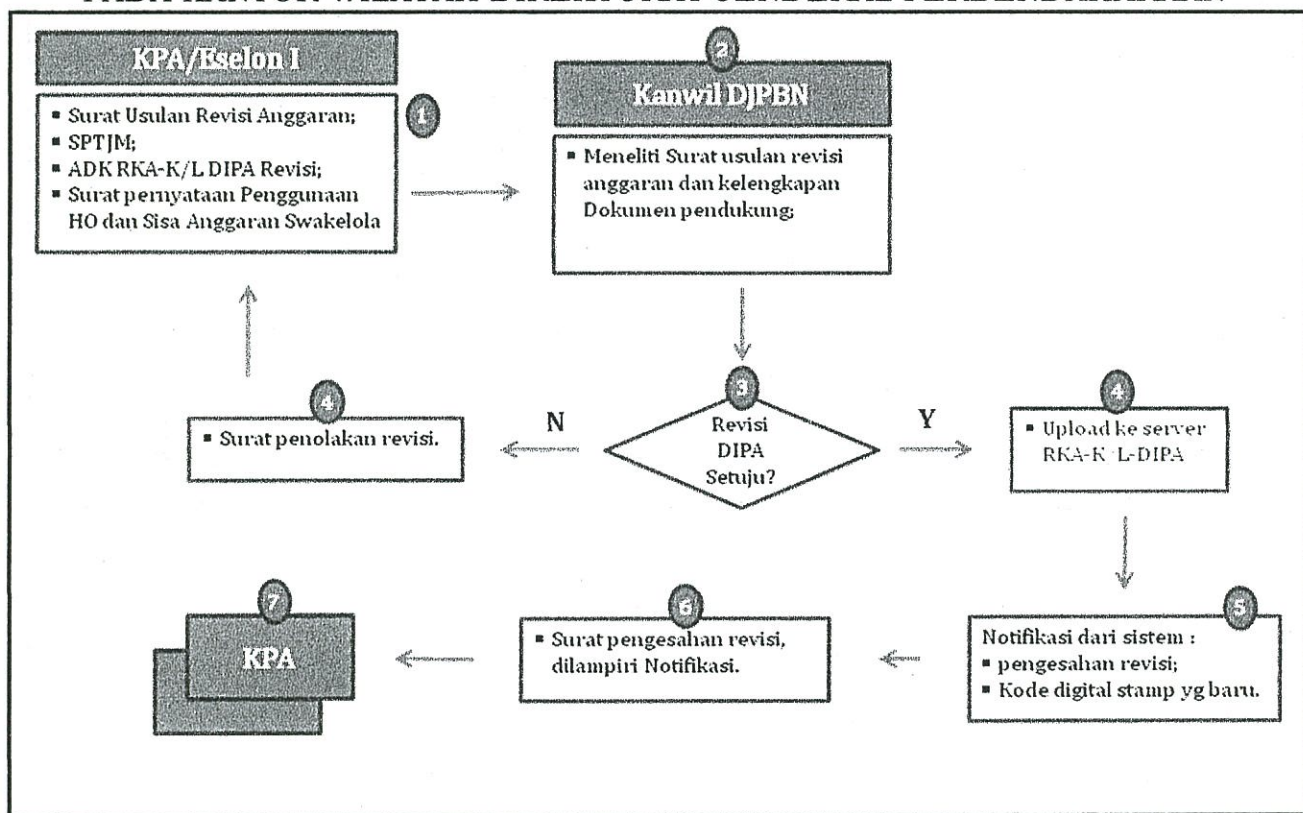 KPA/Eselon I
1
▪ Surat Usulan Revisi Anggaran;
▪ SPTJM;
▪ ADK RKA-K/L DIPA Revisi;
▪ Surat pernyataan Penggunaan
HO dan Sisa Anggaran Swakelola
2
Kanwil DJPBN
▪ Meneliti Surat usulan revisi
anggaran dan kelengkapan
Dokumen pendukung;
3
Revisi
DIPA
Setuju?
N
Y
4
▪ Surat penolakan revisi.
4
▪ Upload ke server
RKA-K L-DIPA
5
Notifikasi dari sistem :
▪ pengesahan revisi;
▪ Kode digital stamp yg baru.
6
▪ Surat pengesahan revisi,
dilampiri Notifikasi.
7
KPA